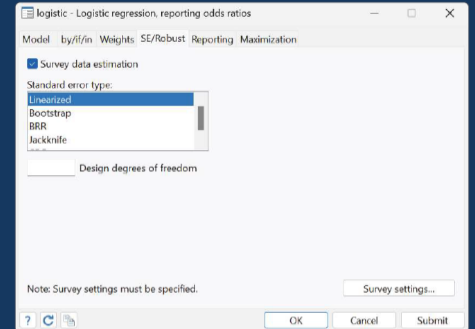 logistic - Logistic regression, reporting odds ratios
Model by/if/in Weights SE/Robust Reporting Maximization
Survey data estimation
Standard error type:
Linearized
Bootstrap
BRR
Jackknife
Design degrees of freedom
Note: Survey settings must be specified.
Survey settings...
? OK Cancel Submit